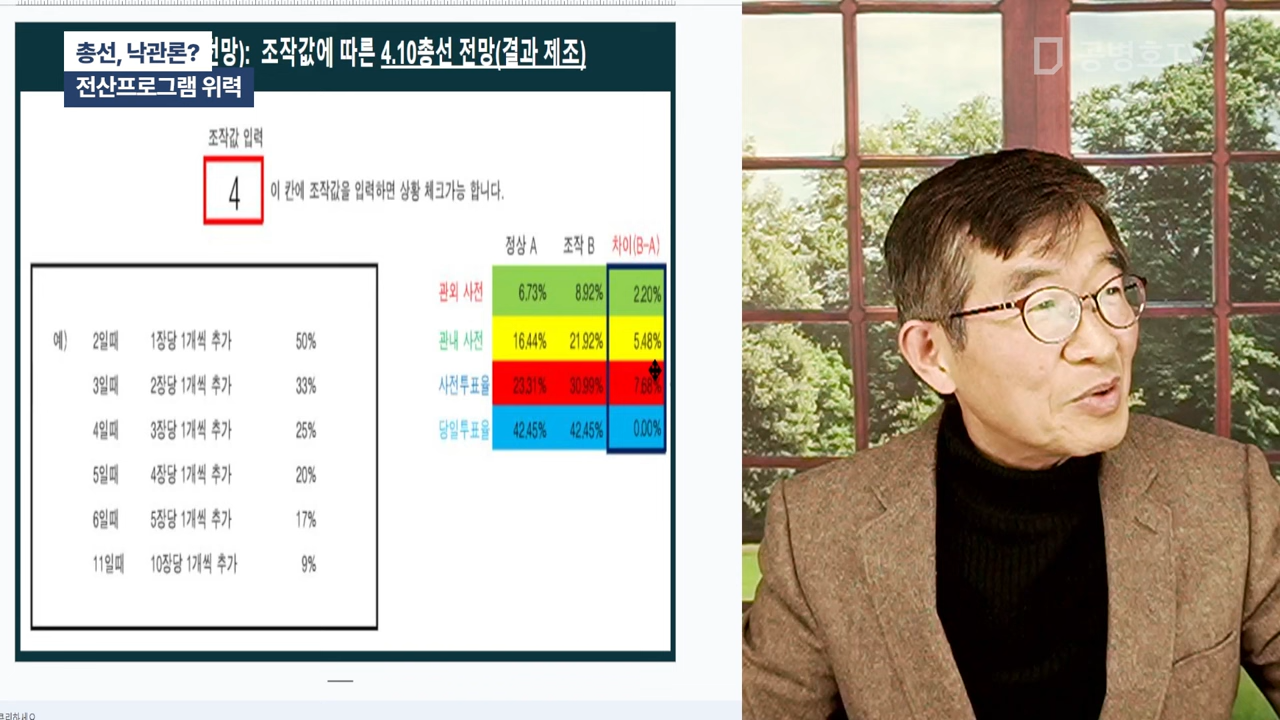 총선, 낙관론?
전망): 조작값에 따른 4.10총선 전망(결과 제조)
전산프로그램 위력
공병호TV
조작값 입력
4
이 칸에 조작값을 입력하면 상황 체크가능 합니다.
정상 A 조작 B 차이(B-A)
관외 사전 6.73% 8.92% 2.20%
관내 사전 16.44% 21.92% 5.48%
사전투표율 23.31% 30.99% 7.68%
당일투표율 42.45% 42.45% 0.00%
예) 2일때 1장당 1개씩 추가 50%
3일때 2장당 1개씩 추가 33%
4일때 3장당 1개씩 추가 25%
5일때 4장당 1개씩 추가 20%
6일때 5장당 1개씩 추가 17%
11일때 10장당 1개씩 추가 9%